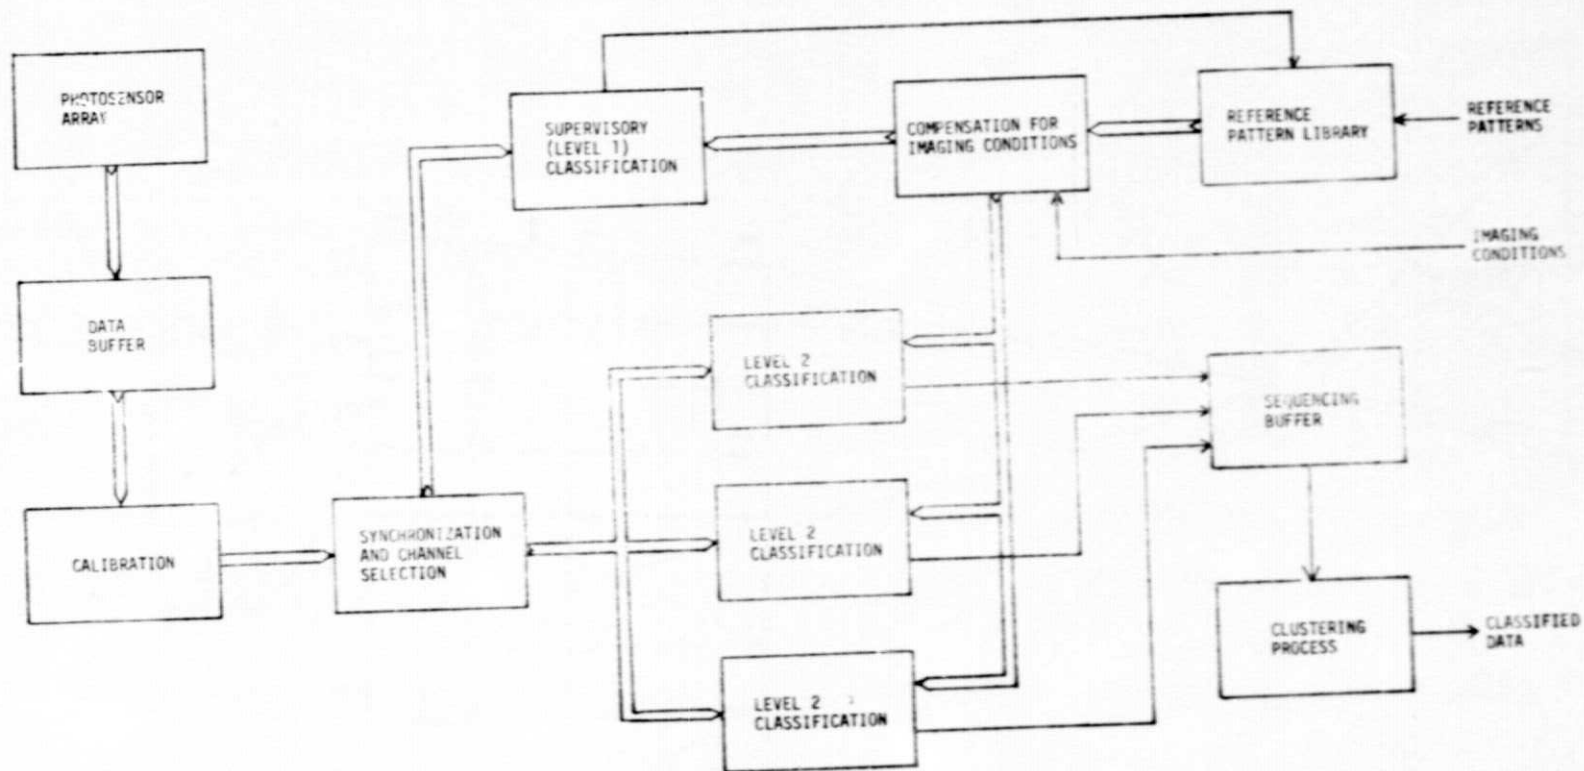 PHOTOSENSOR
ARRAY
SUPERVISORY
(LEVEL 1)
CLASSIFICATION
COMPENSATION FOR
IMAGING CONDITIONS
REFERENCE
PATTERN LIBRARY
REFERENCE
PATTERNS
IMAGING
CONDITIONS
DATA
BUFFER
LEVEL 2
CLASSIFICATION
SEQUENCING
BUFFER
CALIBRATION
SYNCHRONIZATION
AND CHANNEL
SELECTION
LEVEL 2
CLASSIFICATION
LEVEL 2
CLASSIFICATION
CLUSTERING
PROCESS
CLASSIFIED
DATA